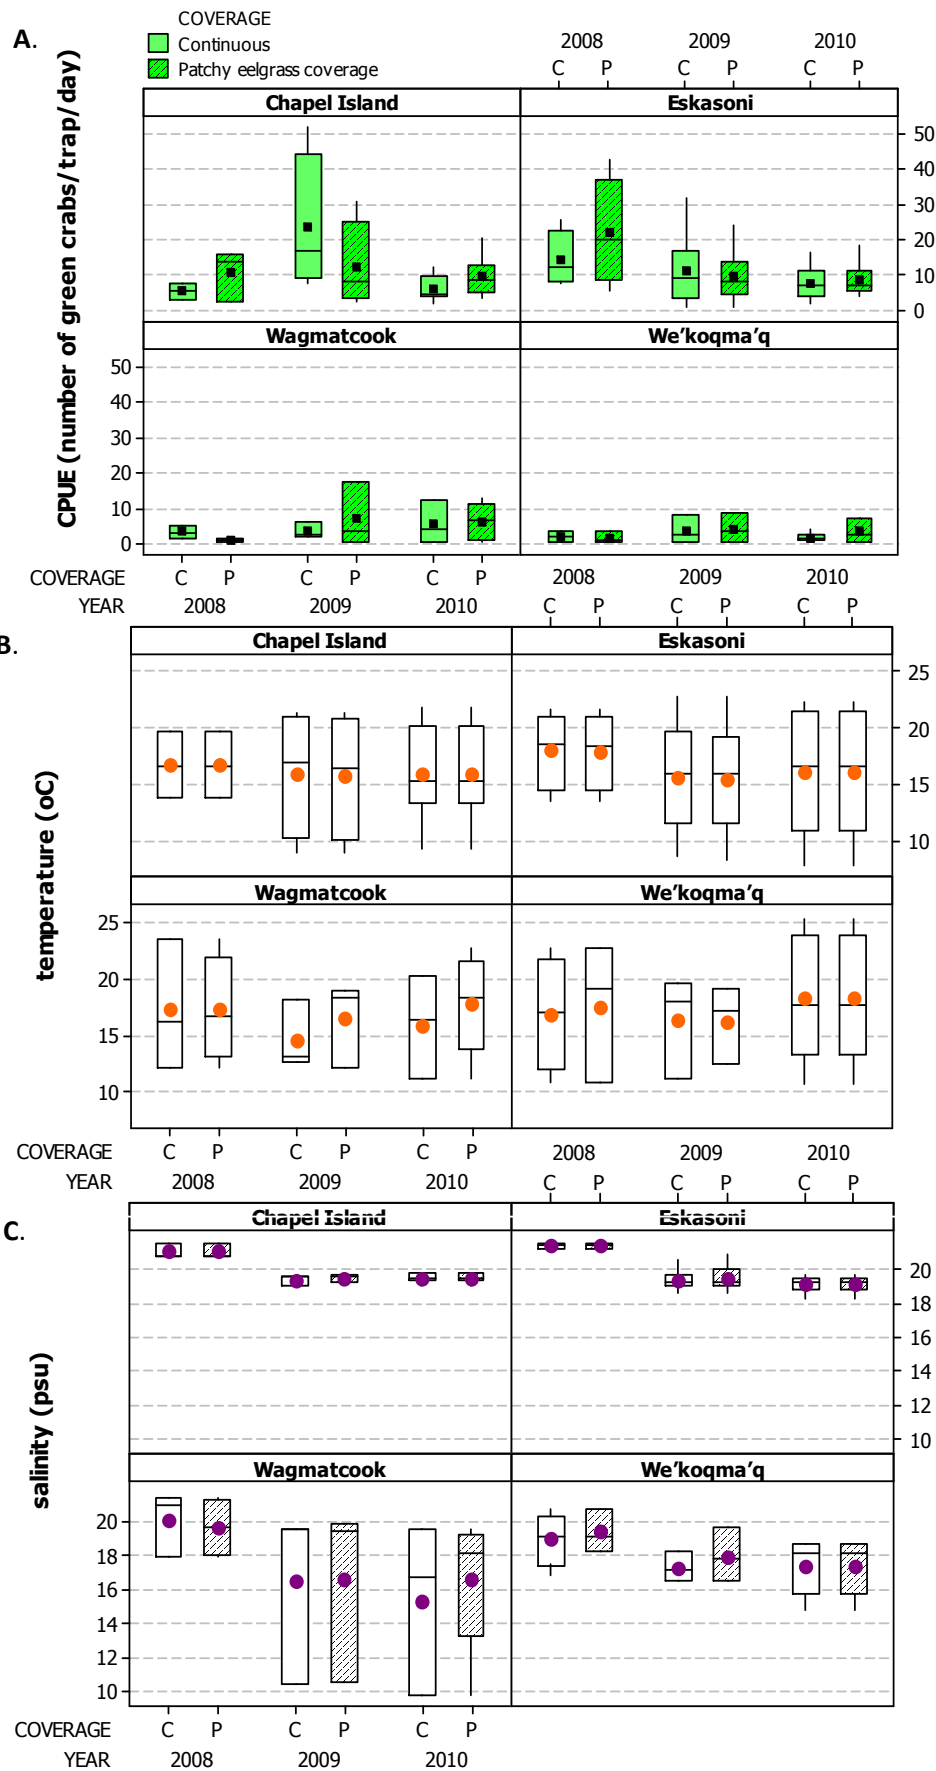 COVERAGE
A.
Continuous
Patchy eelgrass coverage
2008 2009 2010
C P C P C P
Chapel Island Eskasoni
50
40
30
20
10
0
CPUE (number of green crabs/trap/day)
Wagmatcook We'koqma'q
50
40
30
20
10
0
COVERAGE C P C P C P 2008 2009 2010
YEAR 2008 2009 2010 C P C P C P
B.
Chapel Island Eskasoni
25
20
15
10
temperature (oC)
Wagmatcook We'koqma'q
25
20
15
10
COVERAGE C P C P C P 2008 2009 2010
YEAR 2008 2009 2010 C P C P C P
C.
Chapel Island Eskasoni
20
18
16
14
12
10
salinity (psu)
Wagmatcook We'koqma'q
20
18
16
14
12
10
COVERAGE C P C P C P
YEAR 2008 2009 2010